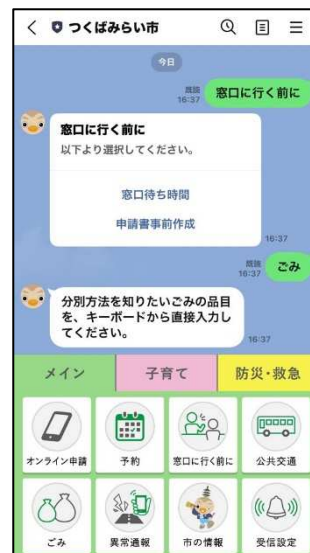 つくばみらい市
今日
既読
16:37
窓口に行く前に
窓口に行く前に
以下より選択してください。
窓口待ち時間
申請書事前作成
16:37
既読
16:37
ごみ
分別方法を知りたいごみの品目
を、キーボードから直接入力し
てください。
16:37
メイン
子育て
防災・救急
オンライン申請
予約
窓口に行く前に
公共交通
ごみ
異常通報
市の情報
受信設定